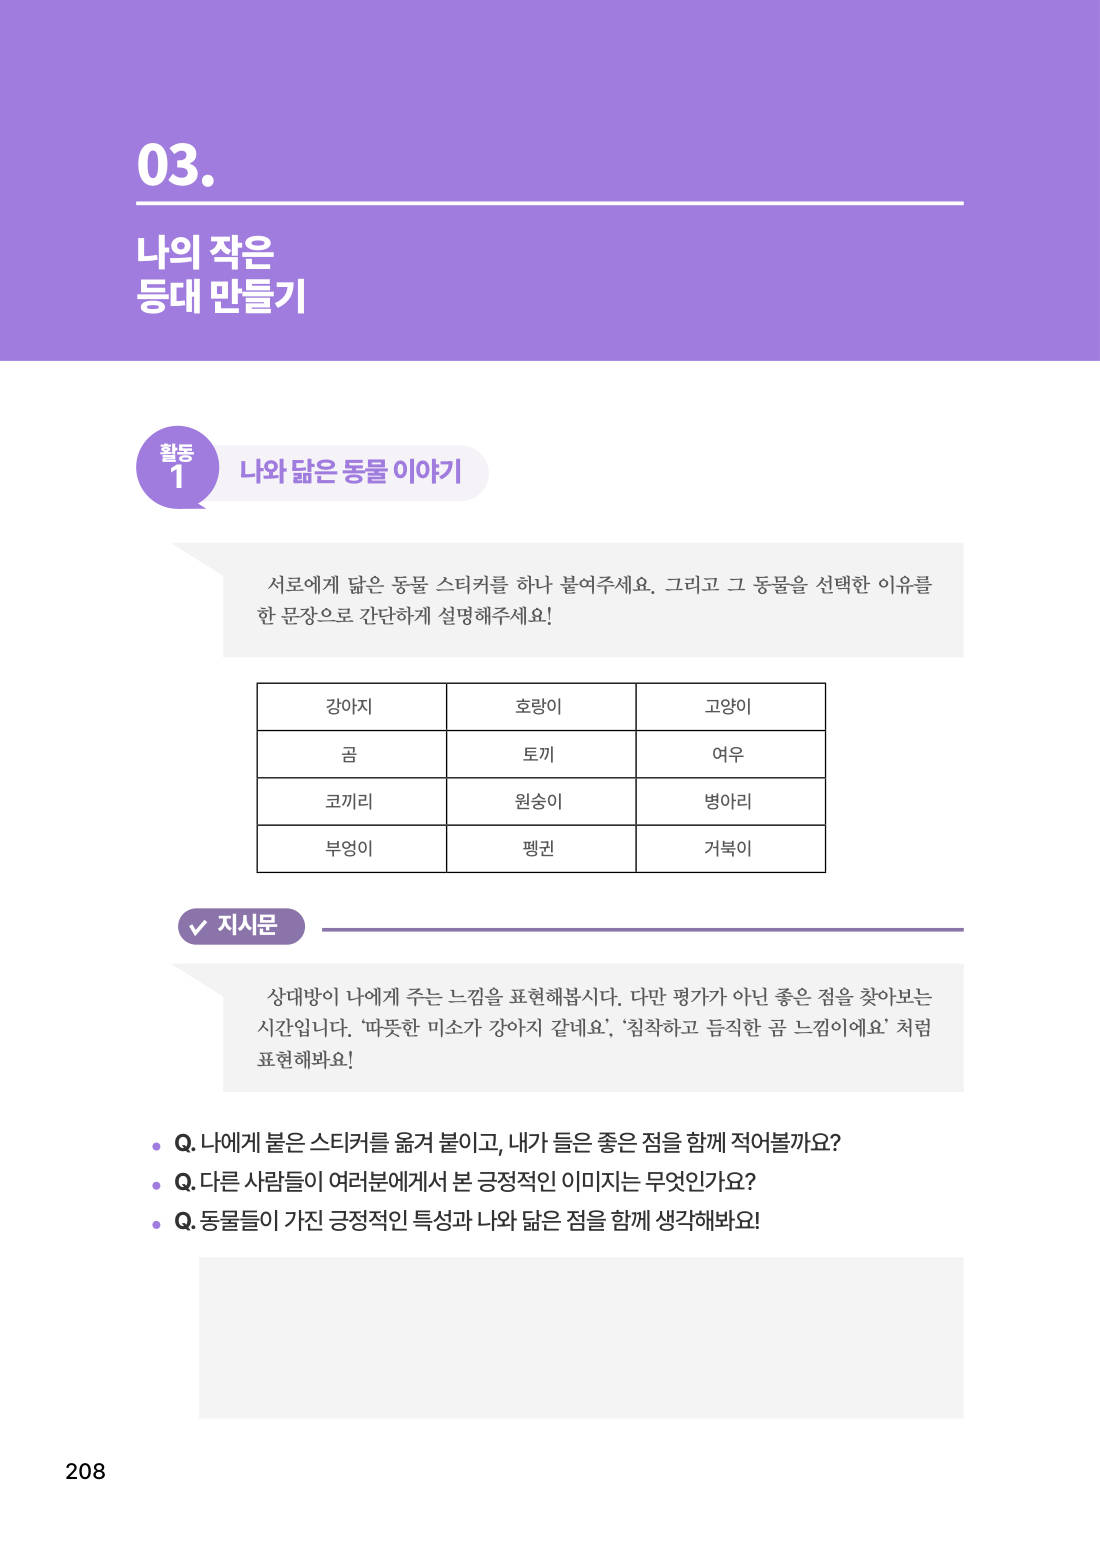 03.
나의 작은
등대 만들기
활동
1
나와 닮은 동물 이야기
서로에게 닮은 동물 스티커를 하나 붙여주세요. 그리고 그 동물을 선택한 이유를
한 문장으로 간단하게 설명해주세요!
강아지 호랑이 고양이
곰 토끼 여우
코끼리 원숭이 병아리
부엉이 펭귄 거북이
지시문
상대방이 나에게 주는 느낌을 표현해봅시다. 다만 평가가 아닌 좋은 점을 찾아보는
시간입니다. ‘따뜻한 미소가 강아지 같네요’, ‘침착하고 듬직한 곰 느낌이에요’ 처럼
표현해봐요!
• Q. 나에게 붙은 스티커를 옮겨 붙이고, 내가 들은 좋은 점을 함께 적어볼까요?
• Q. 다른 사람들이 여러분에게서 본 긍정적인 이미지는 무엇인가요?
• Q. 동물들이 가진 긍정적인 특성과 나와 닮은 점을 함께 생각해봐요!
208